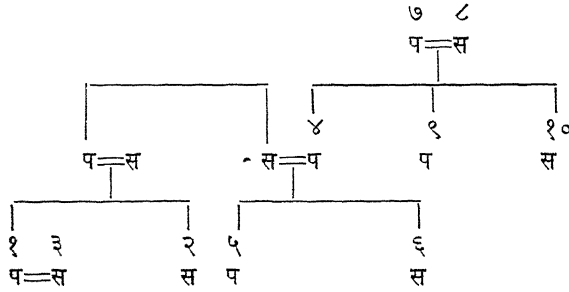 ७ ८
प स
४ ९ १०
प स स प प स
१ ३ २ ५ ६
प स स प स